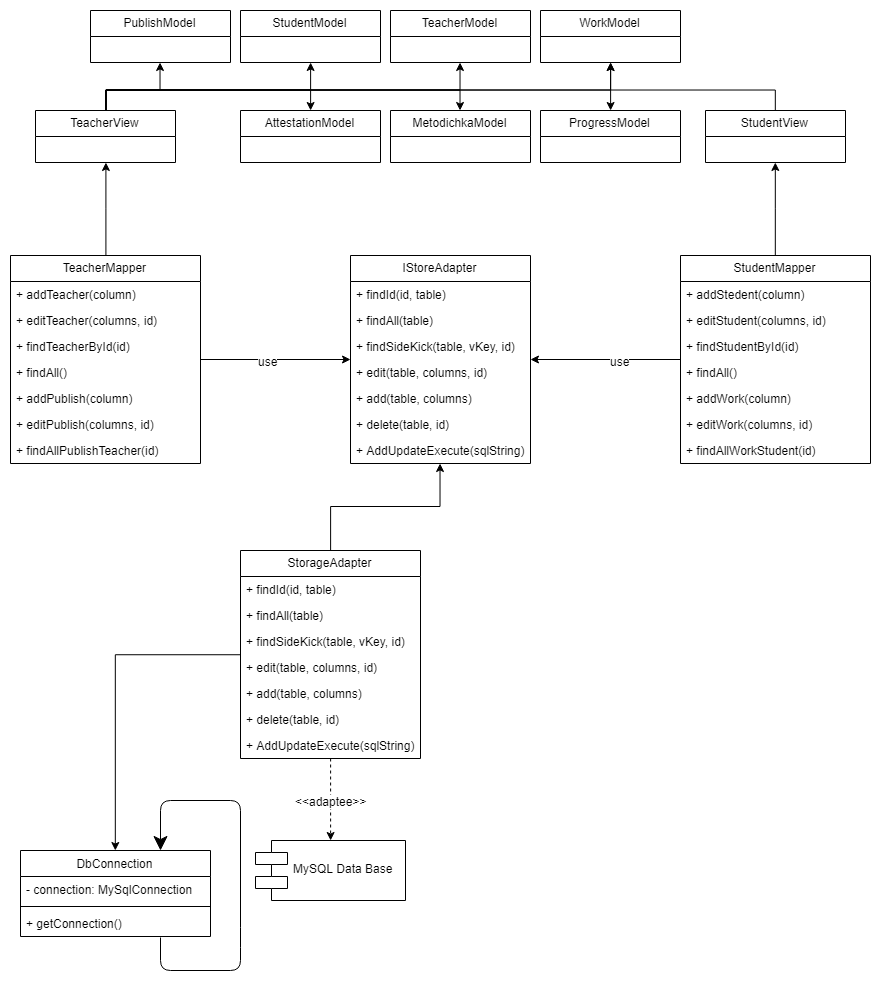 PublishModel
StudentModel
TeacherModel
WorkModel
TeacherView
AttestationModel
MetodichkaModel
ProgressModel
StudentView
TeacherMapper
+ addTeacher(column)
+ editTeacher(columns, id)
+ findTeacherById(id)
+ findAll()
+ addPublish(column)
+ editPublish(columns, id)
+ findAllPublishTeacher(id)
use
IStoreAdapter
+ findId(id, table)
+ findAll(table)
+ findSideKick(table, vKey, id)
+ edit(table, columns, id)
+ add(table, columns)
+ delete(table, id)
+ AddUpdateExecute(sqlString)
use
StudentMapper
+ addStedent(column)
+ editStudent(columns, id)
+ findStudentById(id)
+ findAll()
+ addWork(column)
+ editWork(columns, id)
+ findAllWorkStudent(id)
StorageAdapter
+ findId(id, table)
+ findAll(table)
+ findSideKick(table, vKey, id)
+ edit(table, columns, id)
+ add(table, columns)
+ delete(table, id)
+ AddUpdateExecute(sqlString)
<<adaptee>>
MySQL Data Base
DbConnection
- connection: MySqlConnection
+ getConnection()